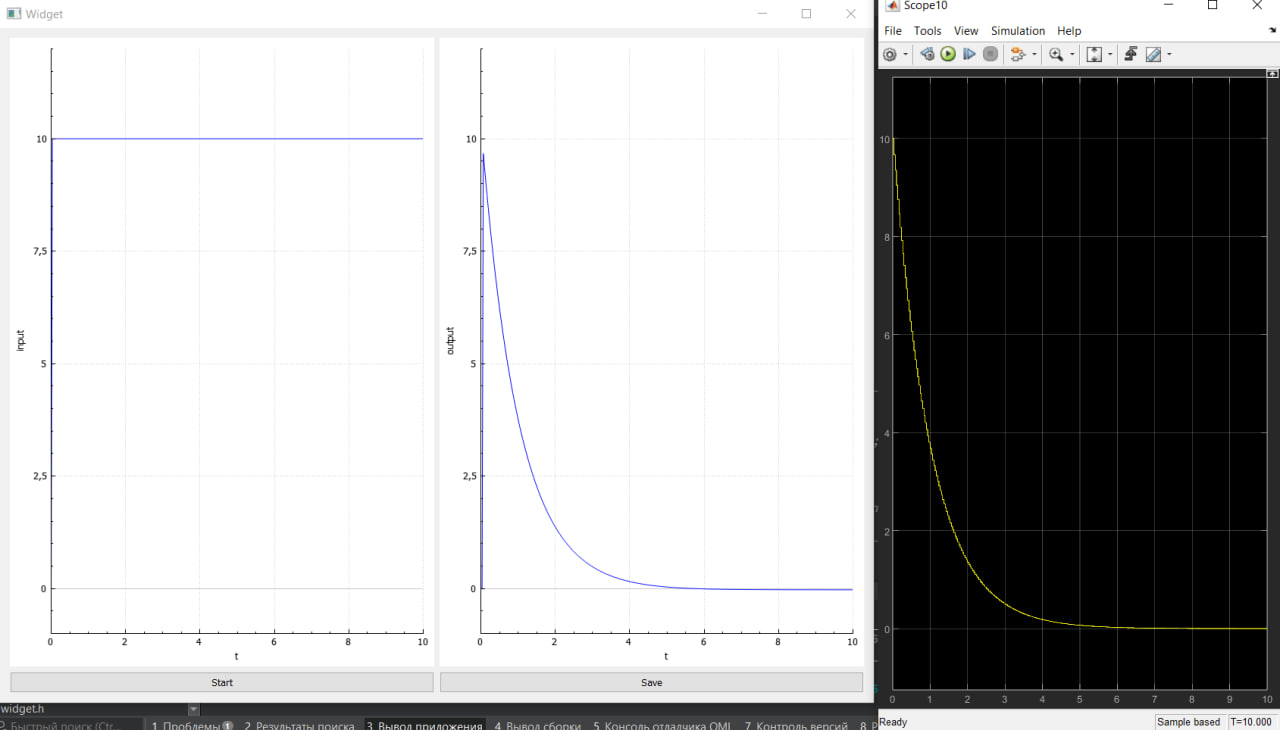 Widget
10
7,5
5
2,5
0
input
0 2 4 6 8 10
t
10
7,5
5
2,5
0
output
0 2 4 6 8 10
t
Start
Save
widget.h
Быстрый поиск (Ctr...
1 Проблемы 1
2 Результаты поиска
3 Вывод приложения
4 Вывод сборки
5 Консоль отладчика QML
7 Контроль версий
8
Scope10
File Tools View Simulation Help
10
8
6
4
2
0
0 1 2 3 4 5 6 7 8 9 10
Ready
Sample based
T=10.000